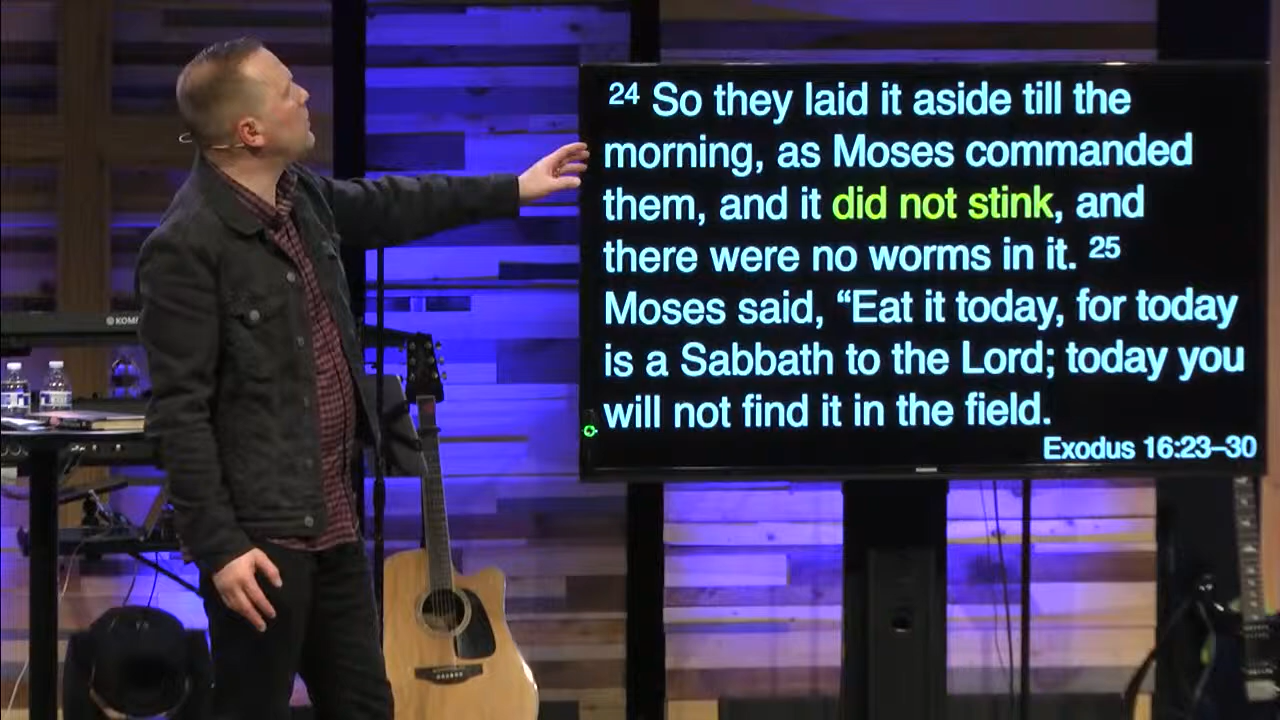 24 So they laid it aside till the
morning, as Moses commanded
them, and it did not stink, and
there were no worms in it. 25
Moses said, “Eat it today, for today
is a Sabbath to the Lord; today you
will not find it in the field.
Exodus 16:23–30